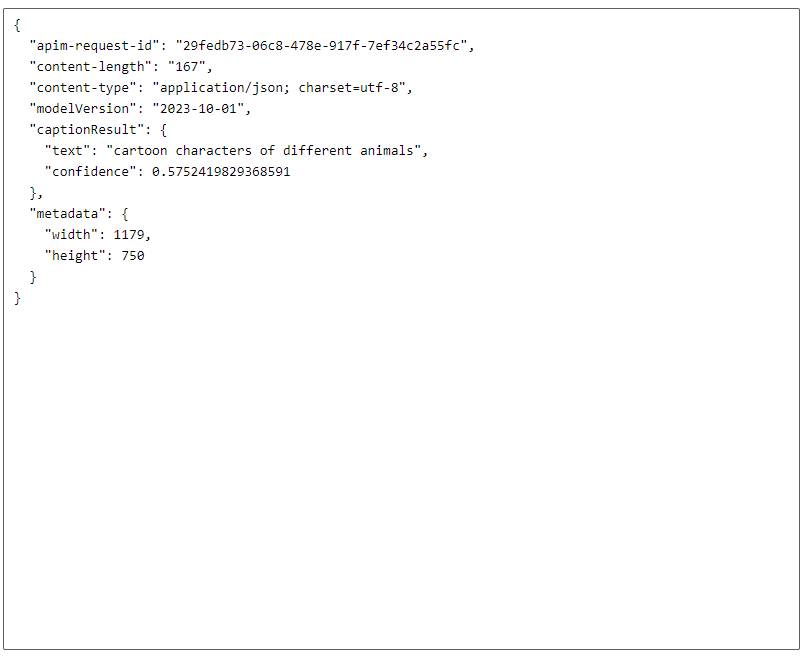 {
  "apim-request-id": "29fedb73-06c8-478e-917f-7ef34c2a55fc",
  "content-length": "167",
  "content-type": "application/json; charset=utf-8",
  "modelVersion": "2023-10-01",
  "captionResult": {
    "text": "cartoon characters of different animals",
    "confidence": 0.5752419829368591
  },
  "metadata": {
    "width": 1179,
    "height": 750
  }
}